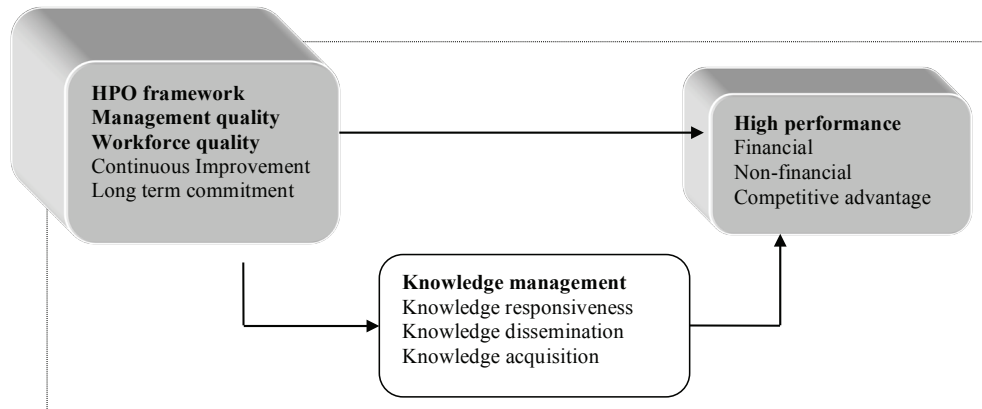 HPO framework
Management quality
Workforce quality
Continuous Improvement
Long term commitment
High performance
Financial
Non-financial
Competitive advantage
Knowledge management
Knowledge responsiveness
Knowledge dissemination
Knowledge acquisition